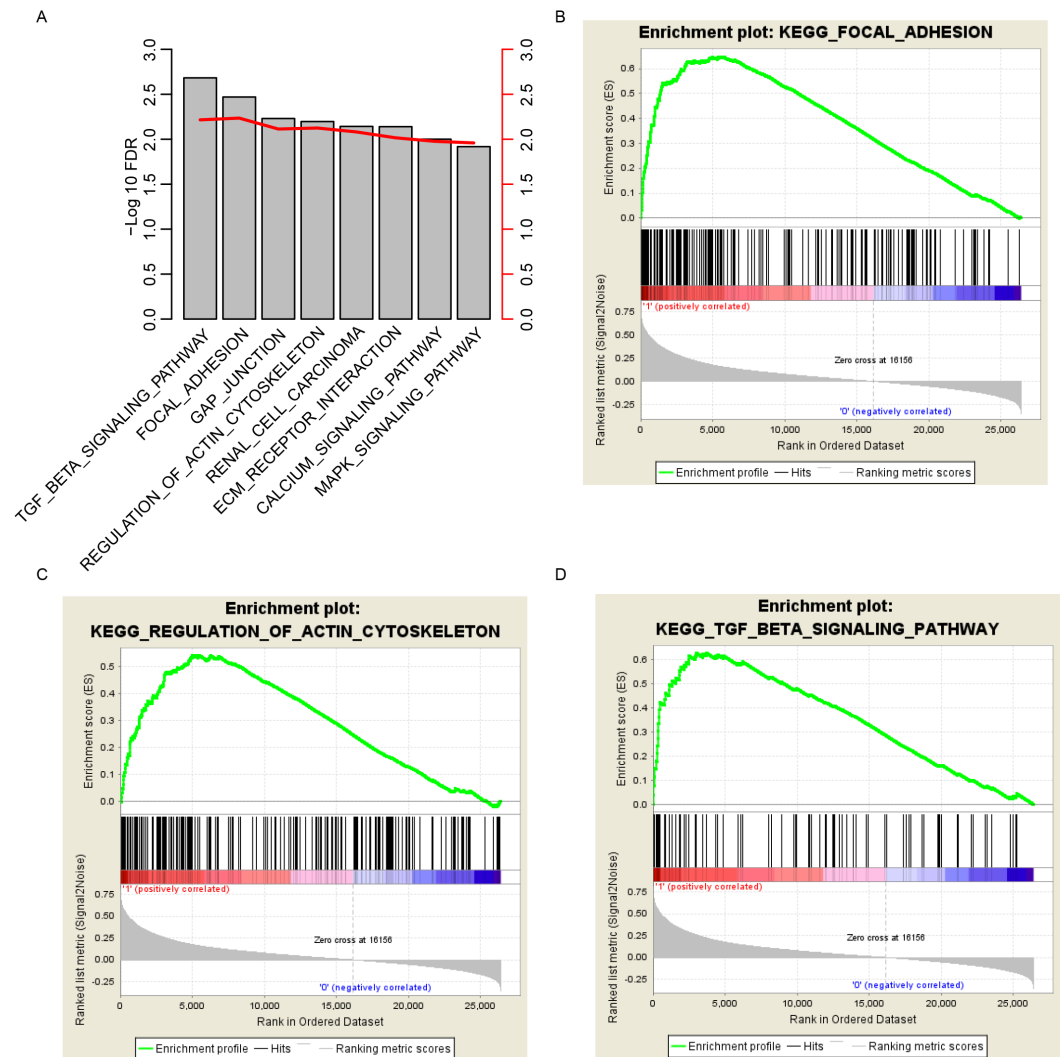 A
3.0
2.5
2.0
1.5
1.0
0.5
0.0
−Log 10 FDR
3.0
2.5
2.0
1.5
1.0
0.5
0.0
TGF_BETA_SIGNALING_PATHWAY
FOCAL_ADHESION
GAP_JUNCTION
REGULATION_OF_ACTIN_CYTOSKELETON
RENAL_CELL_CARCINOMA
ECM_RECEPTOR_INTERACTION
CALCIUM_SIGNALING_PATHWAY
MAPK_SIGNALING_PATHWAY
B
Enrichment plot: KEGG_FOCAL_ADHESION
Enrichment score (ES)
0.6
0.5
0.4
0.3
0.2
0.1
0.0
'1' (positively correlated)
Ranked list metric (Signal2Noise)
0.75
0.50
0.25
0.00
-0.25
Zero cross at 16156
'0' (negatively correlated)
0 5,000 10,000 15,000 20,000 25,000
Rank in Ordered Dataset
Enrichment profile Hits Ranking metric scores
C
Enrichment plot:
KEGG_REGULATION_OF_ACTIN_CYTOSKELETON
Enrichment score (ES)
0.5
0.4
0.3
0.2
0.1
0.0
'1' (positively correlated)
Ranked list metric (Signal2Noise)
0.75
0.50
0.25
0.00
-0.25
Zero cross at 16156
'0' (negatively correlated)
0 5,000 10,000 15,000 20,000 25,000
Rank in Ordered Dataset
Enrichment profile Hits Ranking metric scores
D
Enrichment plot:
KEGG_TGF_BETA_SIGNALING_PATHWAY
Enrichment score (ES)
0.6
0.5
0.4
0.3
0.2
0.1
0.0
'1' (positively correlated)
Ranked list metric (Signal2Noise)
0.75
0.50
0.25
0.00
-0.25
Zero cross at 16156
'0' (negatively correlated)
0 5,000 10,000 15,000 20,000 25,000
Rank in Ordered Dataset
Enrichment profile Hits Ranking metric scores